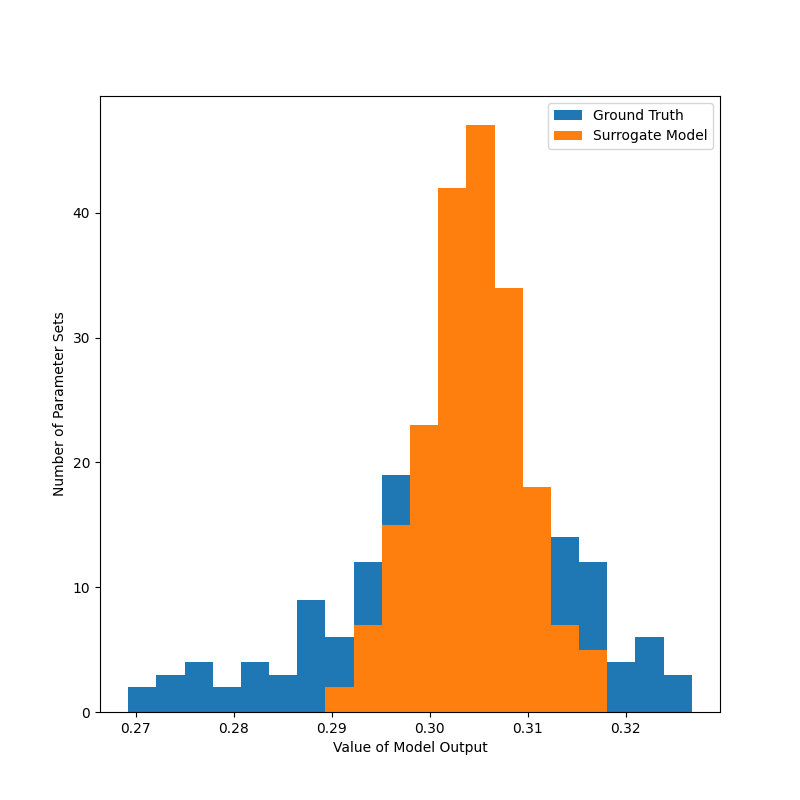 Ground Truth
Surrogate Model
40
30
20
10
0
Number of Parameter Sets
0.27 0.28 0.29 0.30 0.31 0.32
Value of Model Output